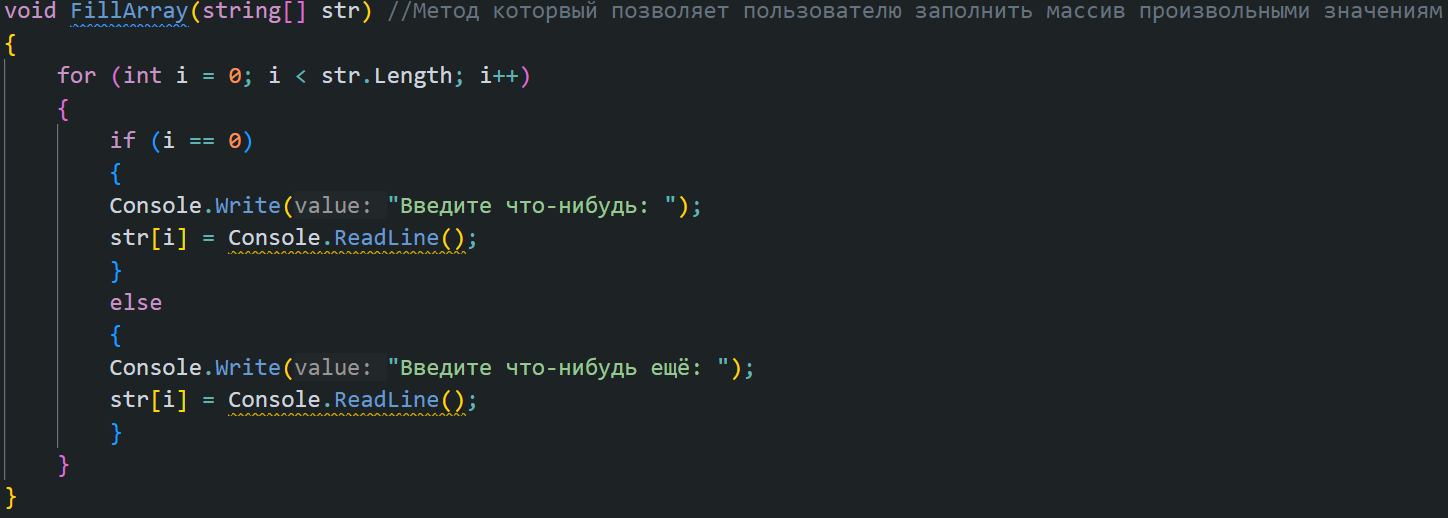 void FillArray(string[] str) //Метод которвый позволяет пользователю заполнить массив произвольными значениям
{
for (int i = 0; i < str.Length; i++)
{
if (i == 0)
{
Console.Write(value: "Введите что-нибудь: ");
str[i] = Console.ReadLine();
}
else
{
Console.Write(value: "Введите что-нибудь ещё: ");
str[i] = Console.ReadLine();
}
}
}